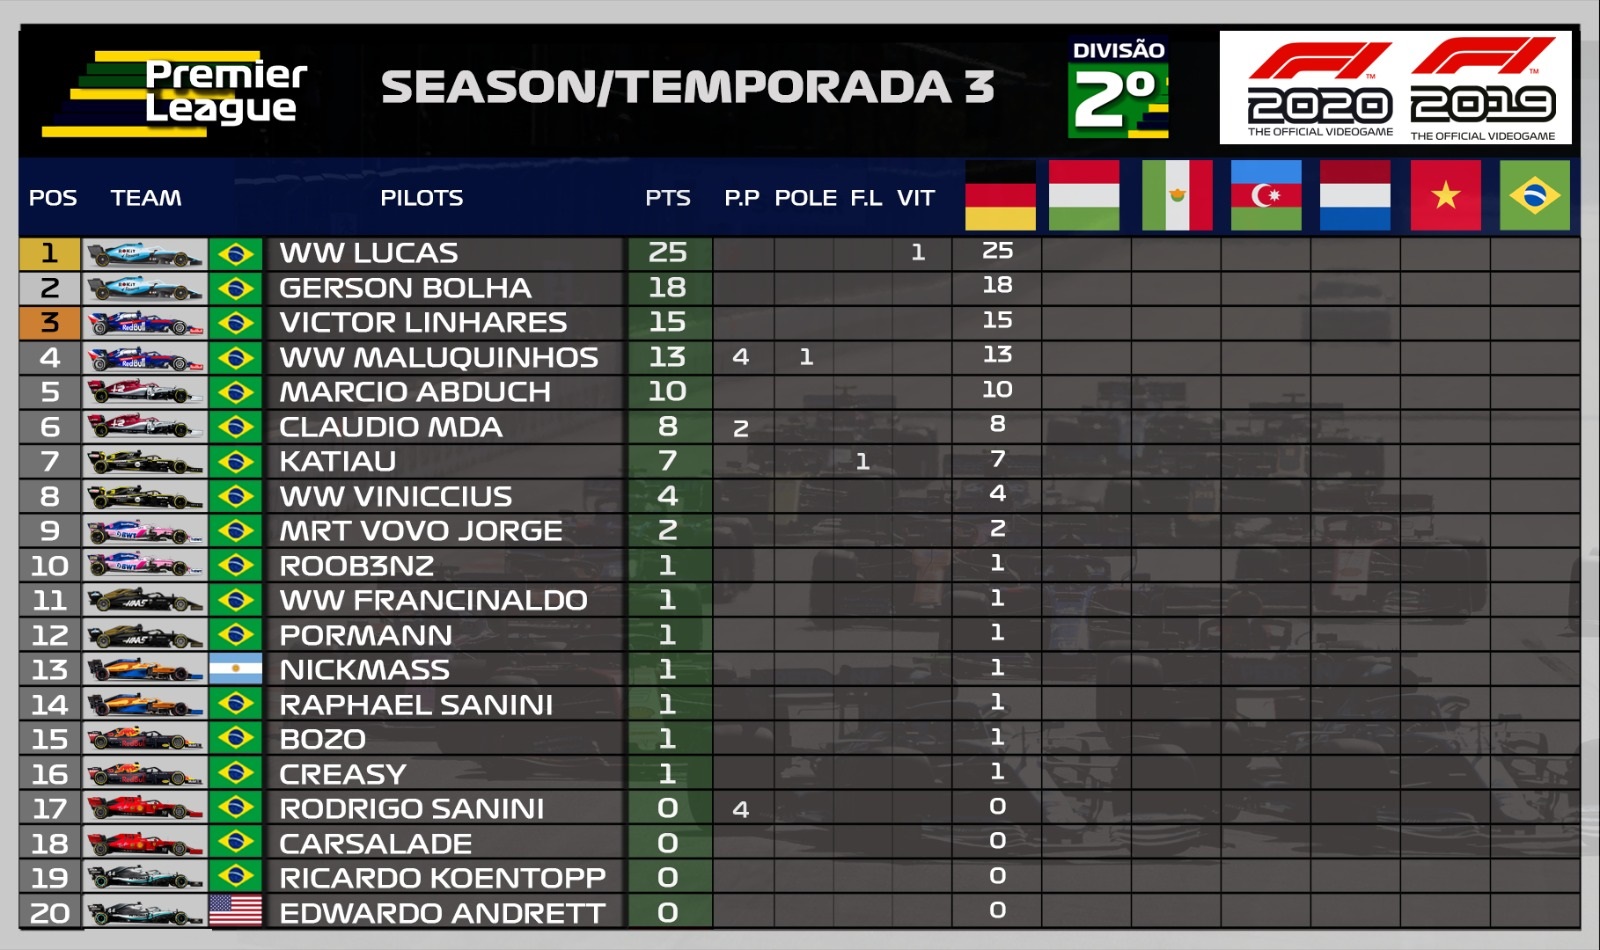 Premier
League
SEASON/TEMPORADA 3
DIVISÃO
2º
F1 F1
2020 2019
THE OFFICIAL VIDEOGAME THE OFFICIAL VIDEOGAME
POS TEAM PILOTS PTS P.P POLE F.L VIT
1 WW LUCAS 25 1 25
2 GERSON BOLHA 18 18
3 VICTOR LINHARES 15 15
4 WW MALUQUINHOS 13 4 1 13
5 MARCIO ABDUCH 10 10
6 CLAUDIO MDA 8 2 8
7 KATIAU 7 1 7
8 WW VINICCIUS 4 4
9 MRT VOVO JORGE 2 2
10 ROOB3NZ 1 1
11 WW FRANCINALDO 1 1
12 PORMANN 1 1
13 NICKMASS 1 1
14 RAPHAEL SANINI 1 1
15 BOZO 1 1
16 CREASY 1 1
17 RODRIGO SANINI 0 4 0
18 CARSALADE 0 0
19 RICARDO KOENTOPP 0 0
20 EDWARDO ANDRETT 0 0